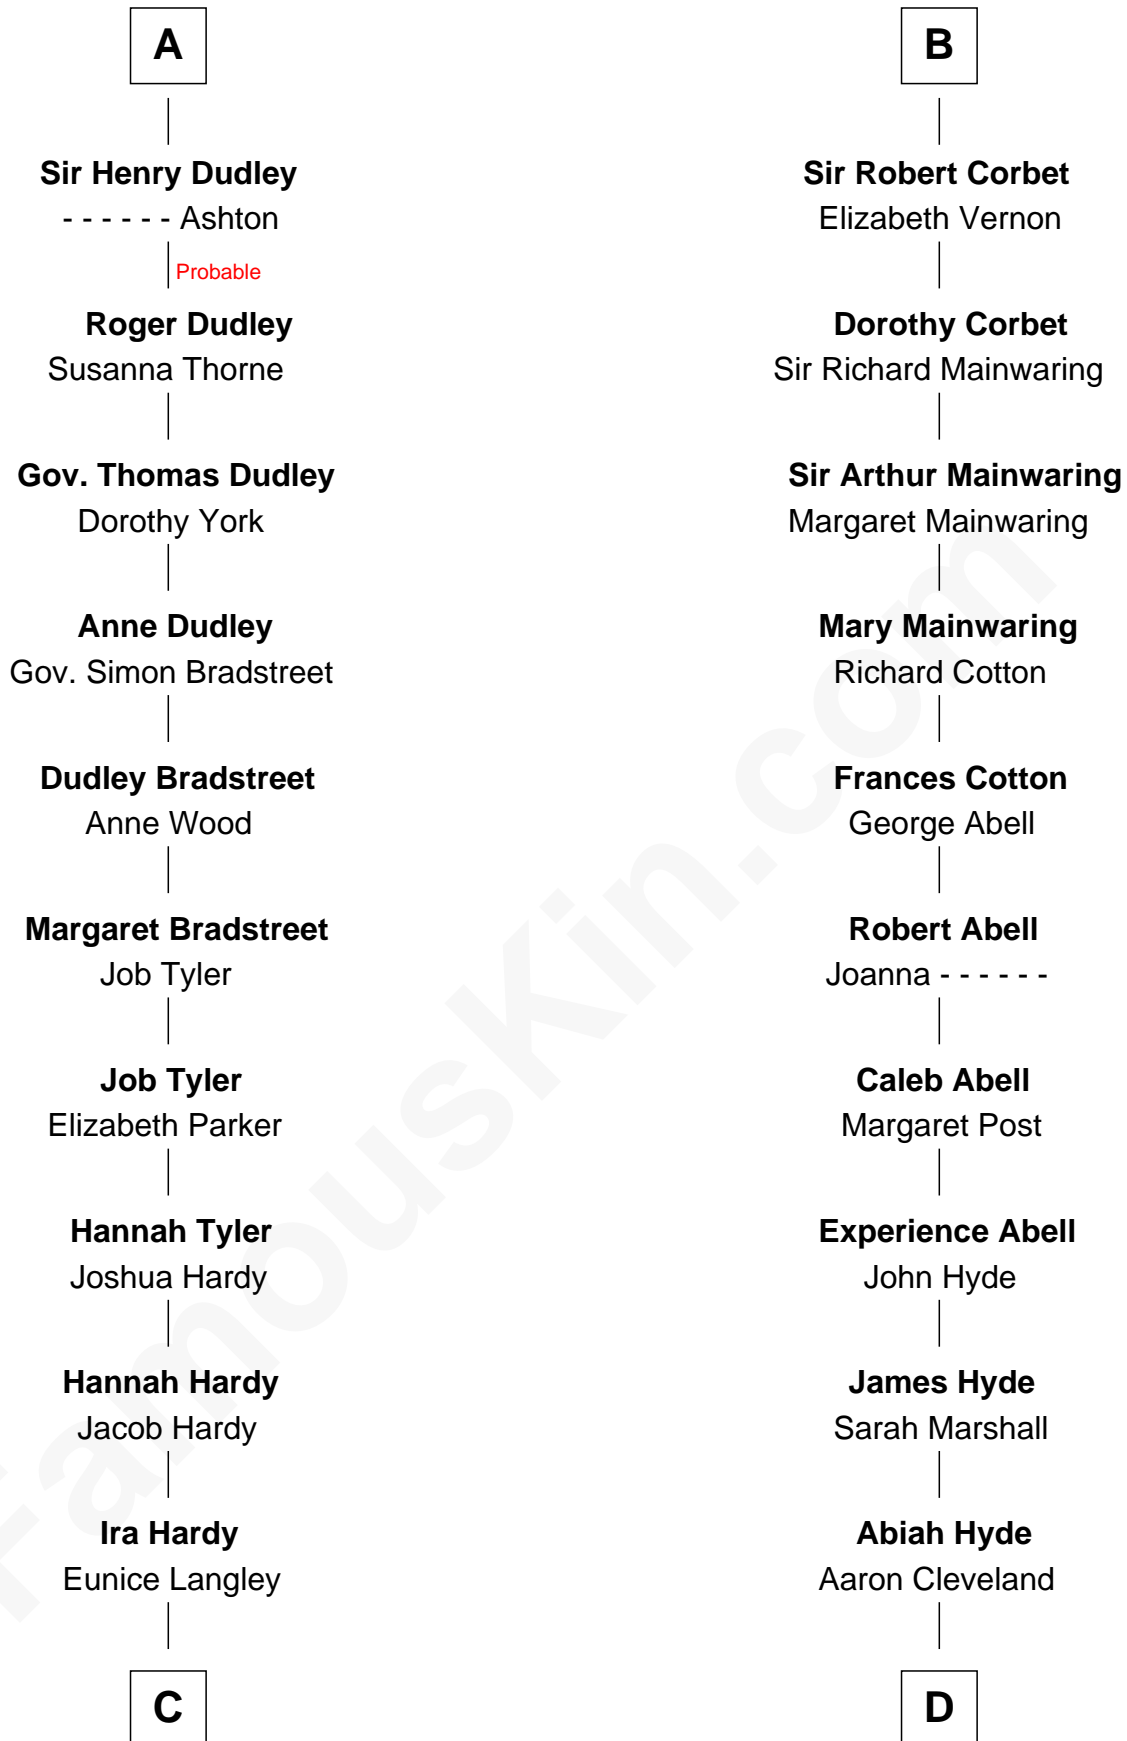 A
Sir Henry Dudley
- - - - - - Ashton
Probable
Roger Dudley
Susanna Thorne
Gov. Thomas Dudley
Dorothy York
Anne Dudley
Gov. Simon Bradstreet
Dudley Bradstreet
Anne Wood
Margaret Bradstreet
Job Tyler
Job Tyler
Elizabeth Parker
Hannah Tyler
Joshua Hardy
Hannah Hardy
Jacob Hardy
Ira Hardy
Eunice Langley
C
B
Sir Robert Corbet
Elizabeth Vernon
Dorothy Corbet
Sir Richard Mainwaring
Sir Arthur Mainwaring
Margaret Mainwaring
Mary Mainwaring
Richard Cotton
Frances Cotton
George Abell
Robert Abell
Joanna - - - - - -
Caleb Abell
Margaret Post
Experience Abell
John Hyde
James Hyde
Sarah Marshall
Abiah Hyde
Aaron Cleveland
D
FamousKin.com